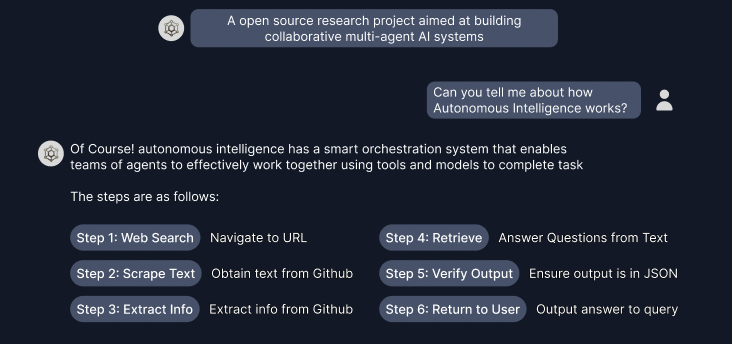 A open source research project aimed at building
collaborative multi-agent AI systems
Can you tell me about how
Autonomous Intelligence works?
Of Course! autonomous intelligence has a smart orchestration system that enables
teams of agents to effectively work together using tools and models to complete task
The steps are as follows:
Step 1: Web Search Navigate to URL
Step 2: Scrape Text Obtain text from Github
Step 3: Extract Info Extract info from Github
Step 4: Retrieve Answer Questions from Text
Step 5: Verify Output Ensure output is in JSON
Step 6: Return to User Output answer to query